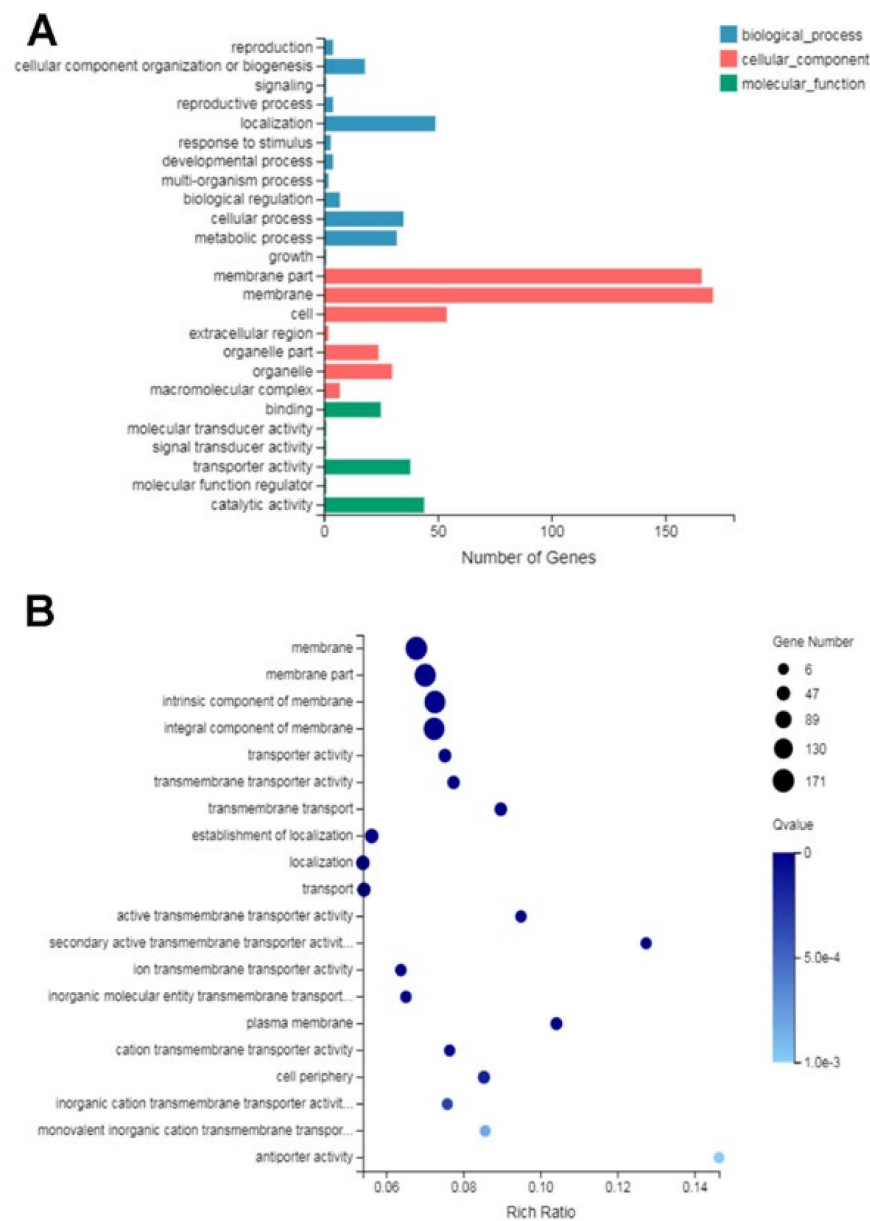 A
biological_process
cellular_component
molecular_function
reproduction
cellular component organization or biogenesis
signaling
reproductive process
localization
response to stimulus
developmental process
multi-organism process
biological regulation
cellular process
metabolic process
growth
membrane part
membrane
cell
extracellular region
organelle part
organelle
macromolecular complex
binding
molecular transducer activity
signal transducer activity
transporter activity
molecular function regulator
catalytic activity
0 50 100 150
Number of Genes
B
membrane
membrane part
intrinsic component of membrane
integral component of membrane
transporter activity
transmembrane transporter activity
transmembrane transport
establishment of localization
localization
transport
active transmembrane transporter activity
secondary active transmembrane transporter activit...
ion transmembrane transporter activity
inorganic molecular entity transmembrane transport...
plasma membrane
cation transmembrane transporter activity
cell periphery
inorganic cation transmembrane transporter activit...
monovalent inorganic cation transmembrane transpor...
antiporter activity
0.06 0.08 0.10 0.12 0.14
Rich Ratio
Gene Number
6
47
89
130
171
Qvalue
0
5.0e-4
1.0e-3